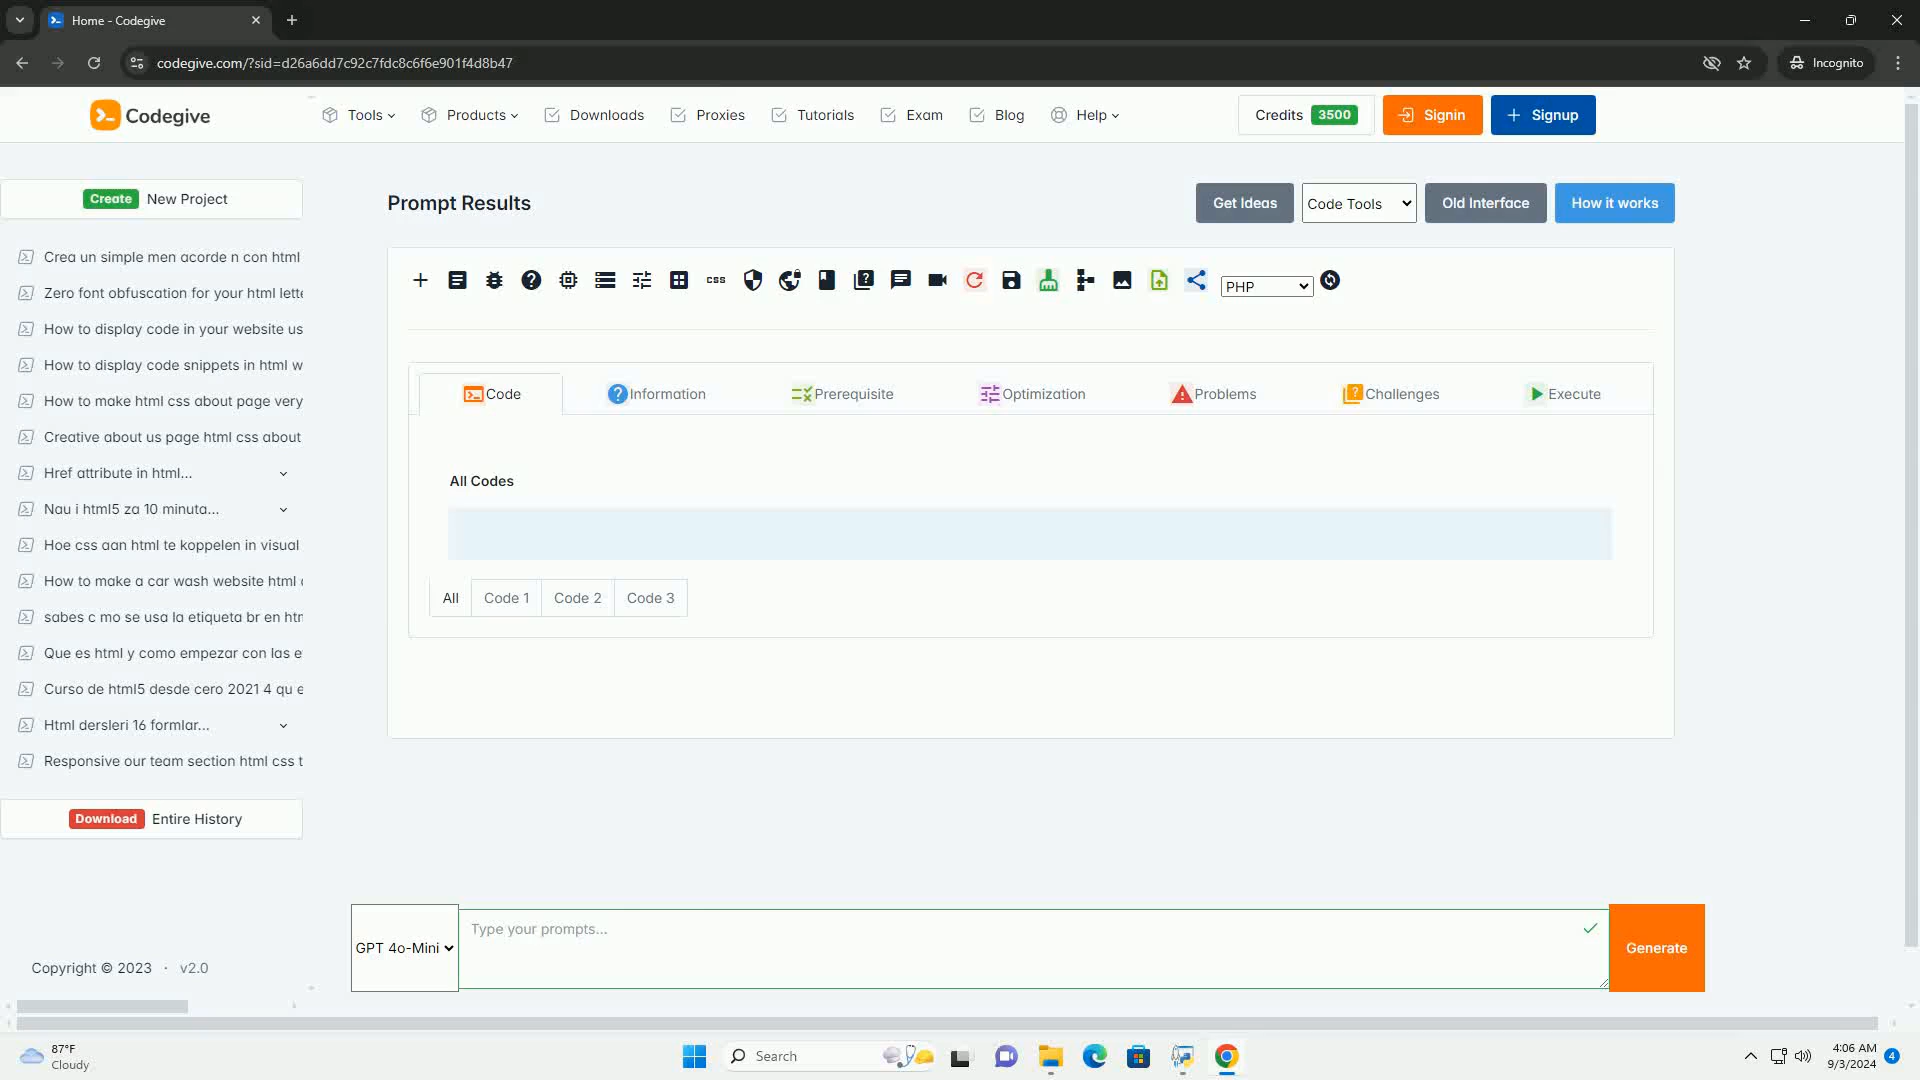 Home - Codegive
codegive.com/?sid=d26a6dd7c92c7fdc8c6f6e901f4d8b47
Incognito
Codegive
Tools
Products
Downloads
Proxies
Tutorials
Exam
Blog
Help
Credits 3500
Signin
Signup
Create New Project
Prompt Results
Get Ideas
Code Tools
Old Interface
How it works
Crea un simple men acorde n con html
Zero font obfuscation for your html lette
How to display code in your website us
How to display code snippets in html w
How to make html css about page very
Creative about us page html css about
Href attribute in html...
Nau i html5 za 10 minuta...
Hoe css aan html te koppelen in visual
How to make a car wash website html
sabes c mo se usa la etiqueta br en htm
Que es html y como empezar con las e
Curso de html5 desde cero 2021 4 qu e
Html dersleri 16 formlar...
Responsive our team section html css t
Download Entire History
css
PHP
Code
Information
Prerequisite
Optimization
Problems
Challenges
Execute
All Codes
All
Code 1
Code 2
Code 3
GPT 4o-Mini
Type your prompts...
Generate
Copyright © 2023 · v2.0
87°F
Cloudy
Search
4:06 AM
9/3/2024
4